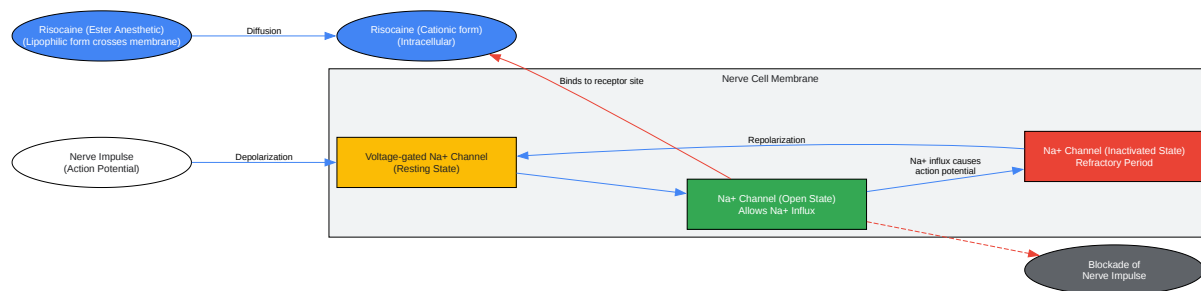 Risocaine (Ester Anesthetic)
(Lipophilic form crosses membrane)
Diffusion
Risocaine (Cationic form)
(Intracellular)
Nerve Cell Membrane
Binds to receptor site
Nerve Impulse
(Action Potential)
Depolarization
Voltage-gated Na+ Channel
(Resting State)
Repolarization
Na+ Channel (Inactivated State)
Refractory Period
Na+ influx causes
action potential
Na+ Channel (Open State)
Allows Na+ Influx
Blockade of
Nerve Impulse